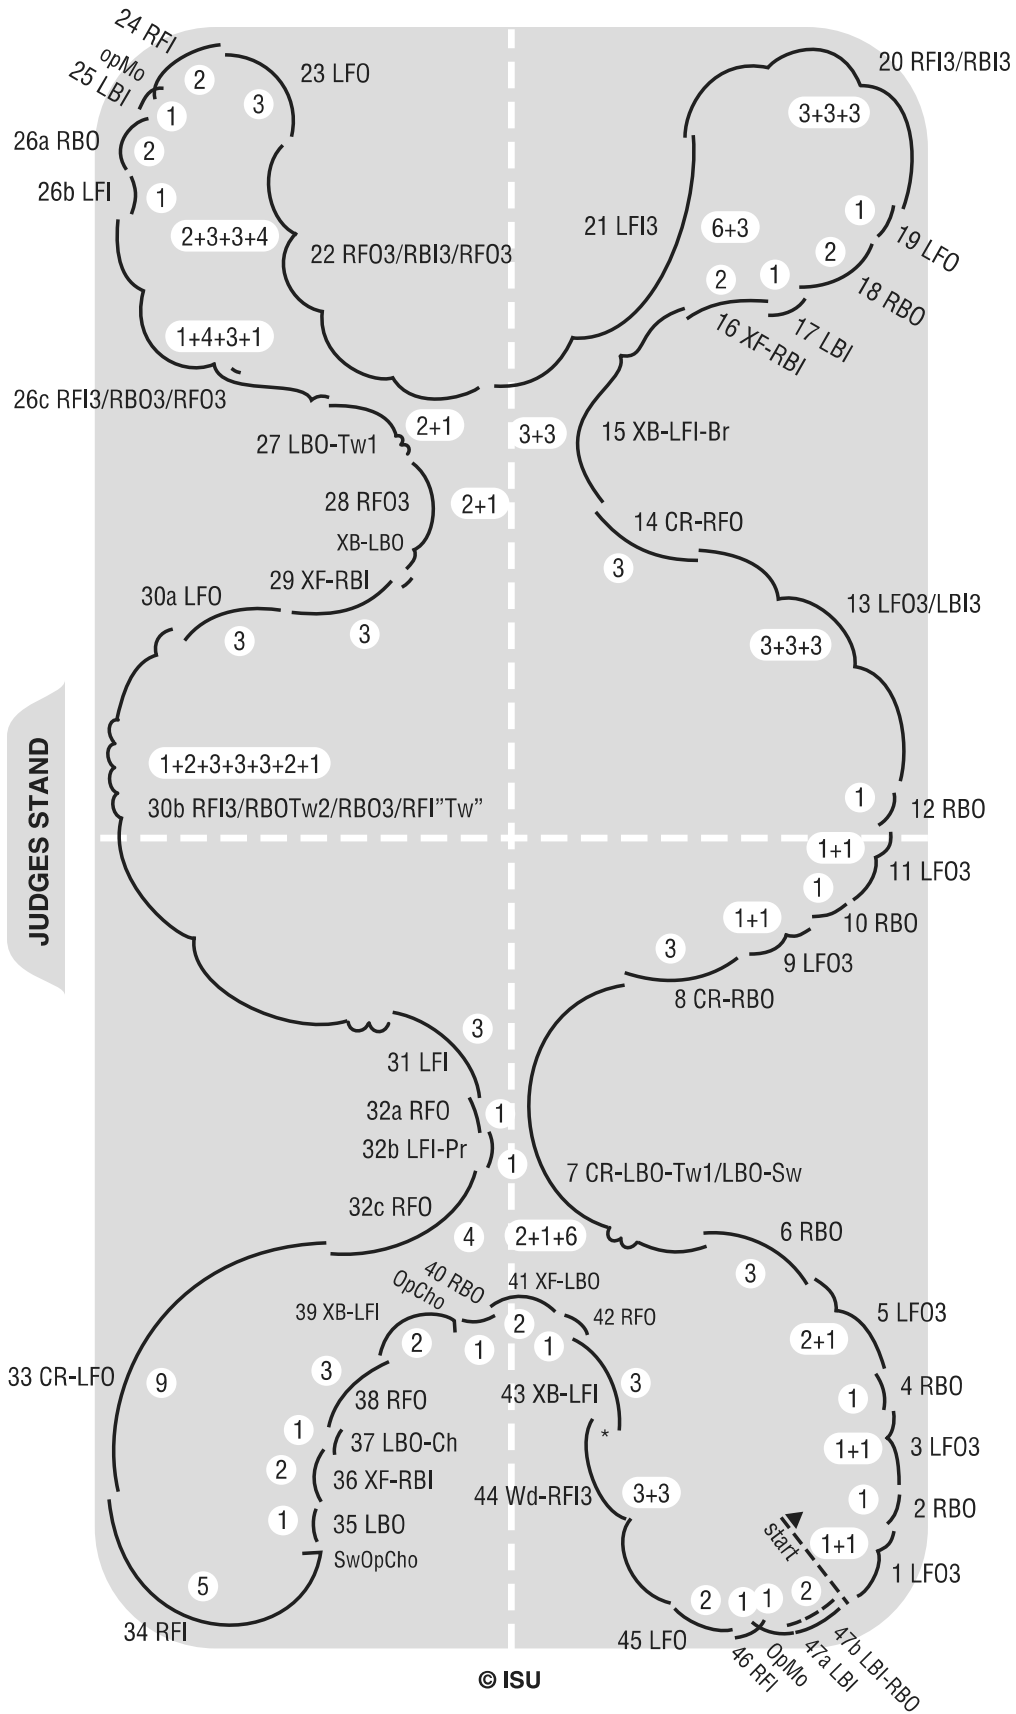 24 RFI
opMo
25 LBI
2
23 LFO
3
1
26a RBO
2
26b LFI
1
2+3+3+4
22 RFO3/RBI3/RFO3
1+4+3+1
26c RFI3/RBO3/RFO3
20 RFI3/RBI3
3+3+3
1
19 LFO
21 LFI3
6+3
2
18 RBO
1
17 LBI
2
16 XF-RBI
27 LBO-Tw1
2+1
3+3
15 XB-LFI-Br
28 RFO3
2+1
14 CR-RFO
3
XB-LBO
29 XF-RBI
3
30a LFO
3
13 LFO3/LBI3
3+3+3
JUDGES STAND
1+2+3+3+3+2+1
30b RFI3/RBOTw2/RBO3/RFI"Tw"
1
12 RBO
1+1
11 LFO3
1
10 RBO
1+1
9 LFO3
3
8 CR-RBO
3
31 LFI
32a RFO
1
32b LFI-Pr
1
7 CR-LBO-Tw1/LBO-Sw
32c RFO
4
2+1+6
6 RBO
3
5 LFO3
2+1
40 RBO
OpCho
41 XF-LBO
39 XB-LFI
42 RFO
2
1
2
1
33 CR-LFO
9
3
38 RFO
43 XB-LFI
3
4 RBO
1
1
37 LBO-Ch
*
3 LFO3
1+1
2
36 XF-RBI
44 Wd-RFI3
3+3
2 RBO
1
1
35 LBO
start
1+1
SwOpCho
1 LFO3
5
34 RFI
2
1
1
2
45 LFO
46 RFI
OpMo
47a LBI
47b LBI-RBO
© ISU